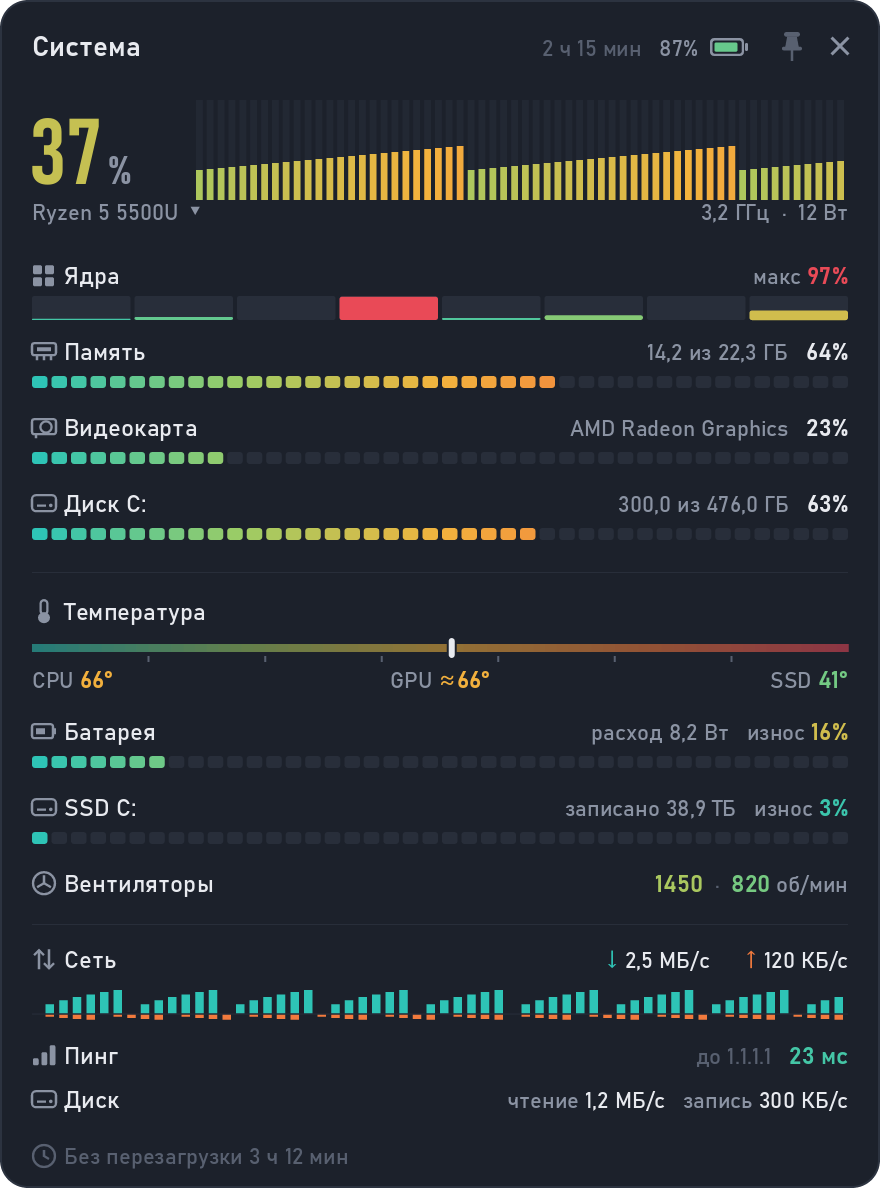 Система 2 ч 15 мин 87%
37 %
Ryzen 5 5500U ▼ 3,2 ГГц · 12 Вт
Ядра макс 97%
Память 14,2 из 22,3 ГБ 64%
Видеокарта AMD Radeon Graphics 23%
Диск C: 300,0 из 476,0 ГБ 63%
Температура
CPU 66° GPU ≈66° SSD 41°
Батарея расход 8,2 Вт износ 16%
SSD C: записано 38,9 ТБ износ 3%
Вентиляторы 1450 · 820 об/мин
Сеть ↓ 2,5 МБ/с ↑ 120 КБ/с
Пинг до 1.1.1.1 23 мс
Диск чтение 1,2 МБ/с запись 300 КБ/с
Без перезагрузки 3 ч 12 мин